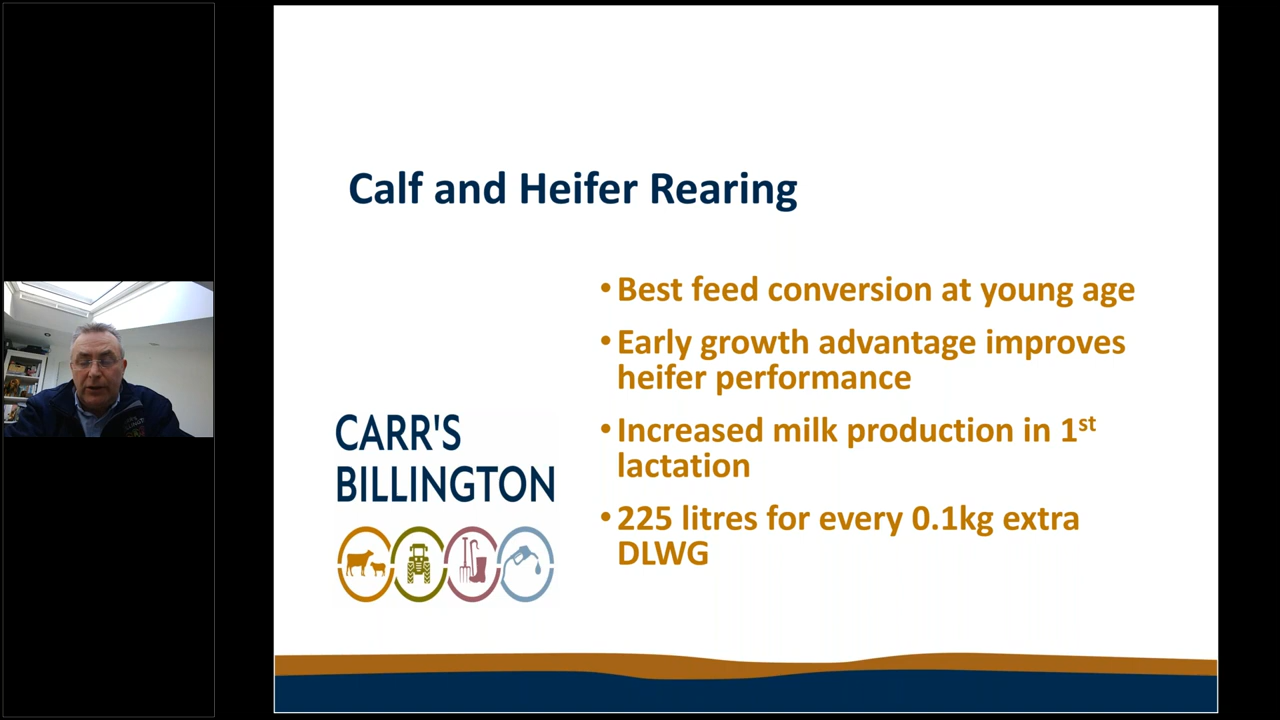 Calf and Heifer Rearing
•Best feed conversion at young age
•Early growth advantage improves
heifer performance
•Increased milk production in 1st
lactation
•225 litres for every 0.1kg extra
DLWG
CARR'S
BILLINGTON